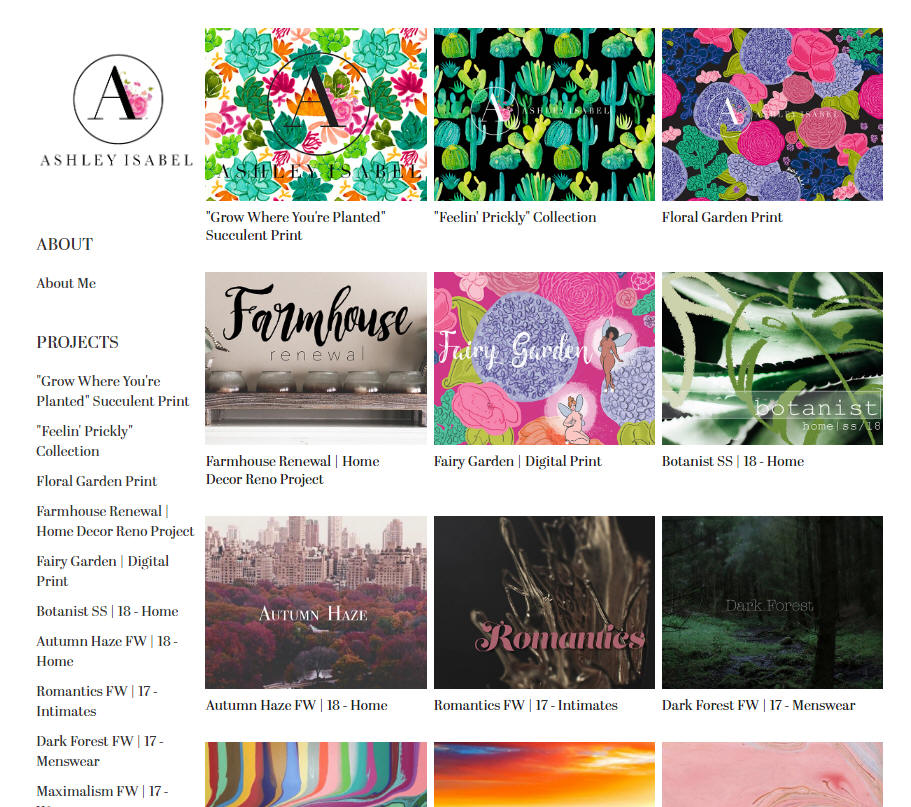 A
ASHLEY ISABEL
ABOUT
About Me
PROJECTS
"Grow Where You're
Planted" Succulent Print
"Feelin' Prickly"
Collection
Floral Garden Print
Farmhouse Renewal |
Home Decor Reno Project
Fairy Garden | Digital
Print
Botanist SS | 18 - Home
Autumn Haze FW | 18 -
Home
Romantics FW | 17 -
Intimates
Dark Forest FW | 17 -
Menswear
Maximalism FW | 17 -
A
ASHLEY ISABEL
"Grow Where You're Planted"
Succulent Print
A
ASHLEY ISABEL
"Feelin' Prickly" Collection
A
ASHLEY ISABEL
Floral Garden Print
Farmhouse
renewal
Farmhouse Renewal | Home
Decor Reno Project
Fairy Garden
Fairy Garden | Digital Print
botanist
home|ss/18
Botanist SS | 18 - Home
Autumn Haze
Autumn Haze FW | 18 - Home
Romantics
Romantics FW | 17 - Intimates
Dark Forest
Dark Forest FW | 17 - Menswear